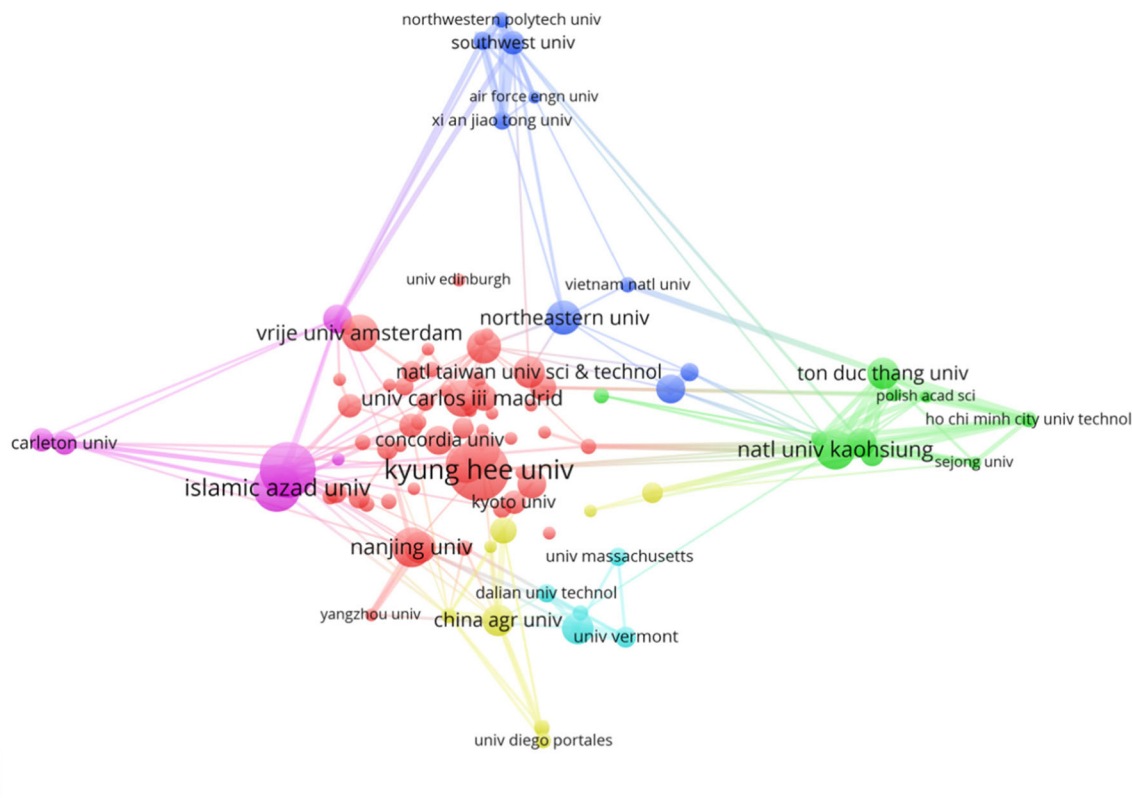 northwestern polytech univ
southwest univ
air force engn univ
xi an jiao tong univ
univ edinburgh
vietnam natl univ
northeastern univ
vrije univ amsterdam
natl taiwan univ sci & technol
ton duc thang univ
polish acad sci
univ carlos iii madrid
ho chi minh city univ technol
concordia univ
carleton univ
natl univ kaohsiung
sejong univ
kyung hee univ
islamic azad univ
kyoto univ
nanjing univ
univ massachusetts
dalian univ technol
yangzhou univ
china agr univ
univ vermont
univ diego portales